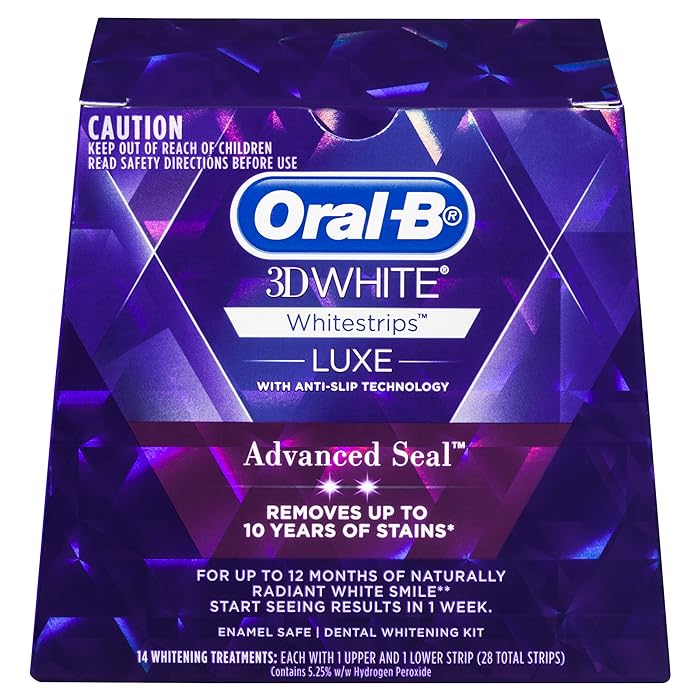 CAUTION
KEEP OUT OF REACH OF CHILDREN
READ SAFETY DIRECTIONS BEFORE USE
Oral-B®
3DWHITE®
Whitestrips™
LUXE
WITH ANTI-SLIP TECHNOLOGY
Advanced Seal™
REMOVES UP TO
10 YEARS OF STAINS*
FOR UP TO 12 MONTHS OF NATURALLY
RADIANT WHITE SMILE**
START SEEING RESULTS IN 1 WEEK.
ENAMEL SAFE | DENTAL WHITENING KIT
14 WHITENING TREATMENTS: EACH WITH 1 UPPER AND 1 LOWER STRIP (28 TOTAL STRIPS)
Contains 5.25% w/w Hydrogen Peroxide